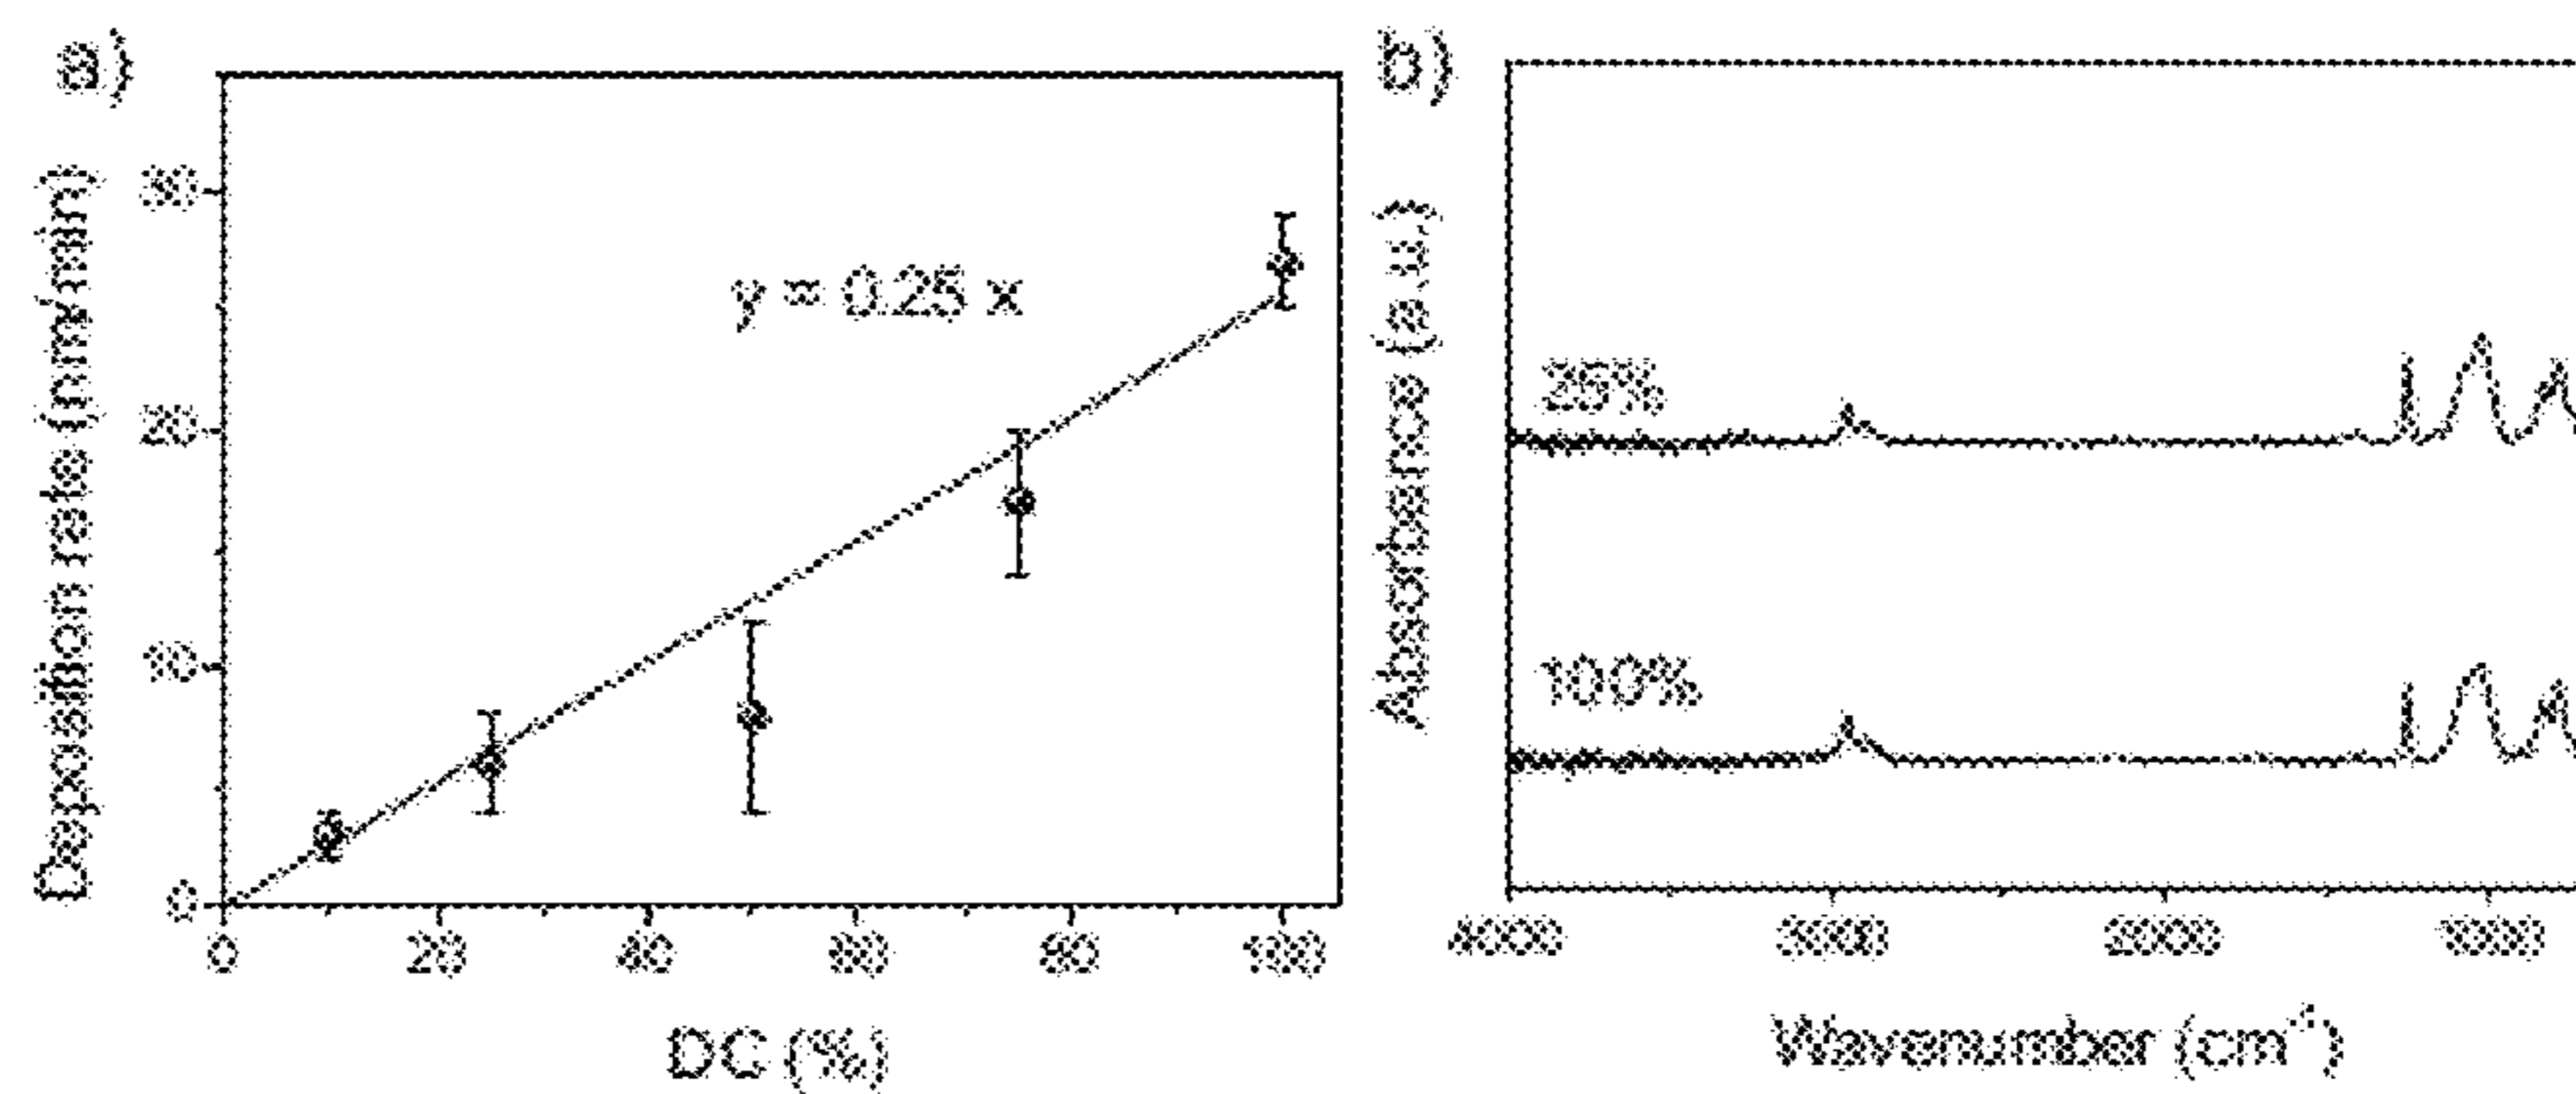 a)
Deposition rate (nm/min)
30
20
10
0
y = 0.25 x
0 20 40 60 80 100
DC (%)
b)
Absorbance (a.u.)
25%
100%
4000 3000 2000 1000
Wavenumber (cm⁻¹)